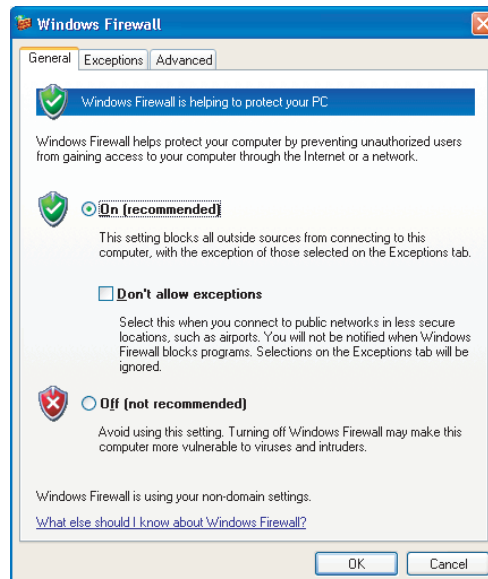 Windows Firewall
General Exceptions Advanced
Windows Firewall is helping to protect your PC
Windows Firewall helps protect your computer by preventing unauthorized users
from gaining access to your computer through the Internet or a network.
On (recommended)
This setting blocks all outside sources from connecting to this
computer, with the exception of those selected on the Exceptions tab.
Don't allow exceptions
Select this when you connect to public networks in less secure
locations, such as airports. You will not be notified when Windows
Firewall blocks programs. Selections on the Exceptions tab will be
ignored.
Off (not recommended)
Avoid using this setting. Turning off Windows Firewall may make this
computer more vulnerable to viruses and intruders.
Windows Firewall is using your non-domain settings.
What else should I know about Windows Firewall?
OK Cancel